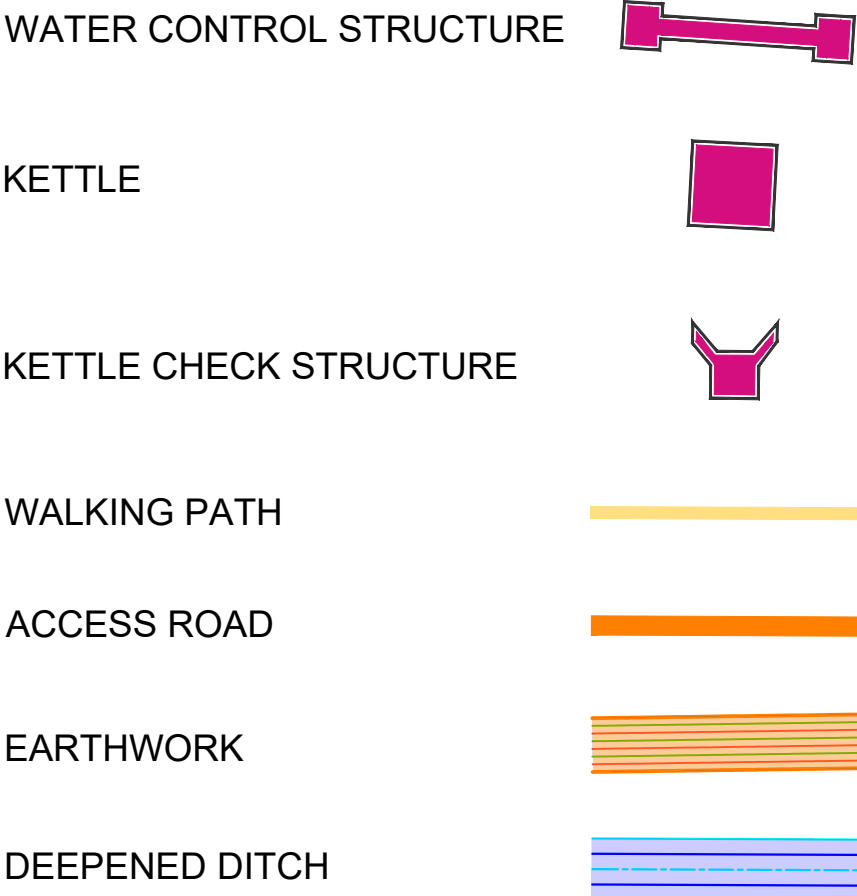 WATER CONTROL STRUCTURE
KETTLE
KETTLE CHECK STRUCTURE
WALKING PATH
ACCESS ROAD
EARTHWORK
DEEPENED DITCH